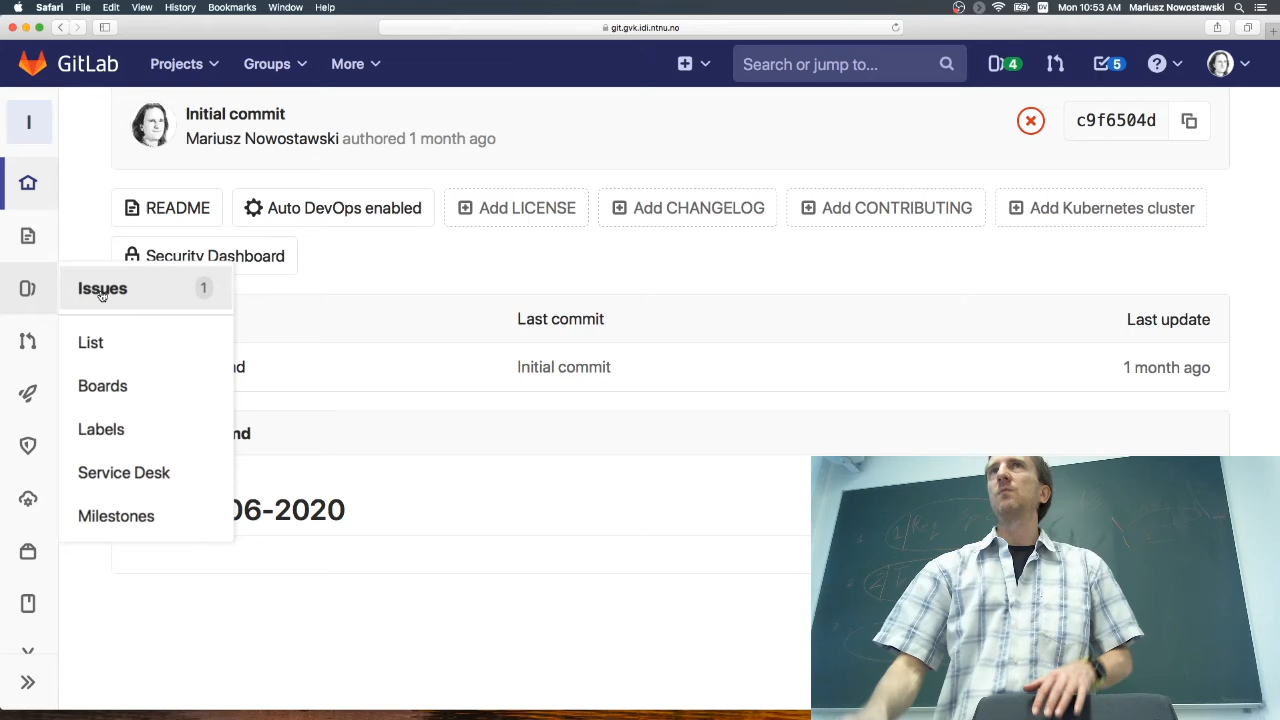 Safari File Edit View History Bookmarks Window Help DV Mon 10:53 AM Mariusz Nowostawski
git.gvk.idi.ntnu.no
GitLab Projects Groups More Search or jump to... 4 5
I
Initial commit
Mariusz Nowostawski authored 1 month ago
c9f6504d
README Auto DevOps enabled Add LICENSE Add CHANGELOG Add CONTRIBUTING Add Kubernetes cluster
Security Dashboard
Issues 1
Last commit Last update
List
d Initial commit 1 month ago
Boards
Labels
nd
Service Desk
Milestones
06-2020